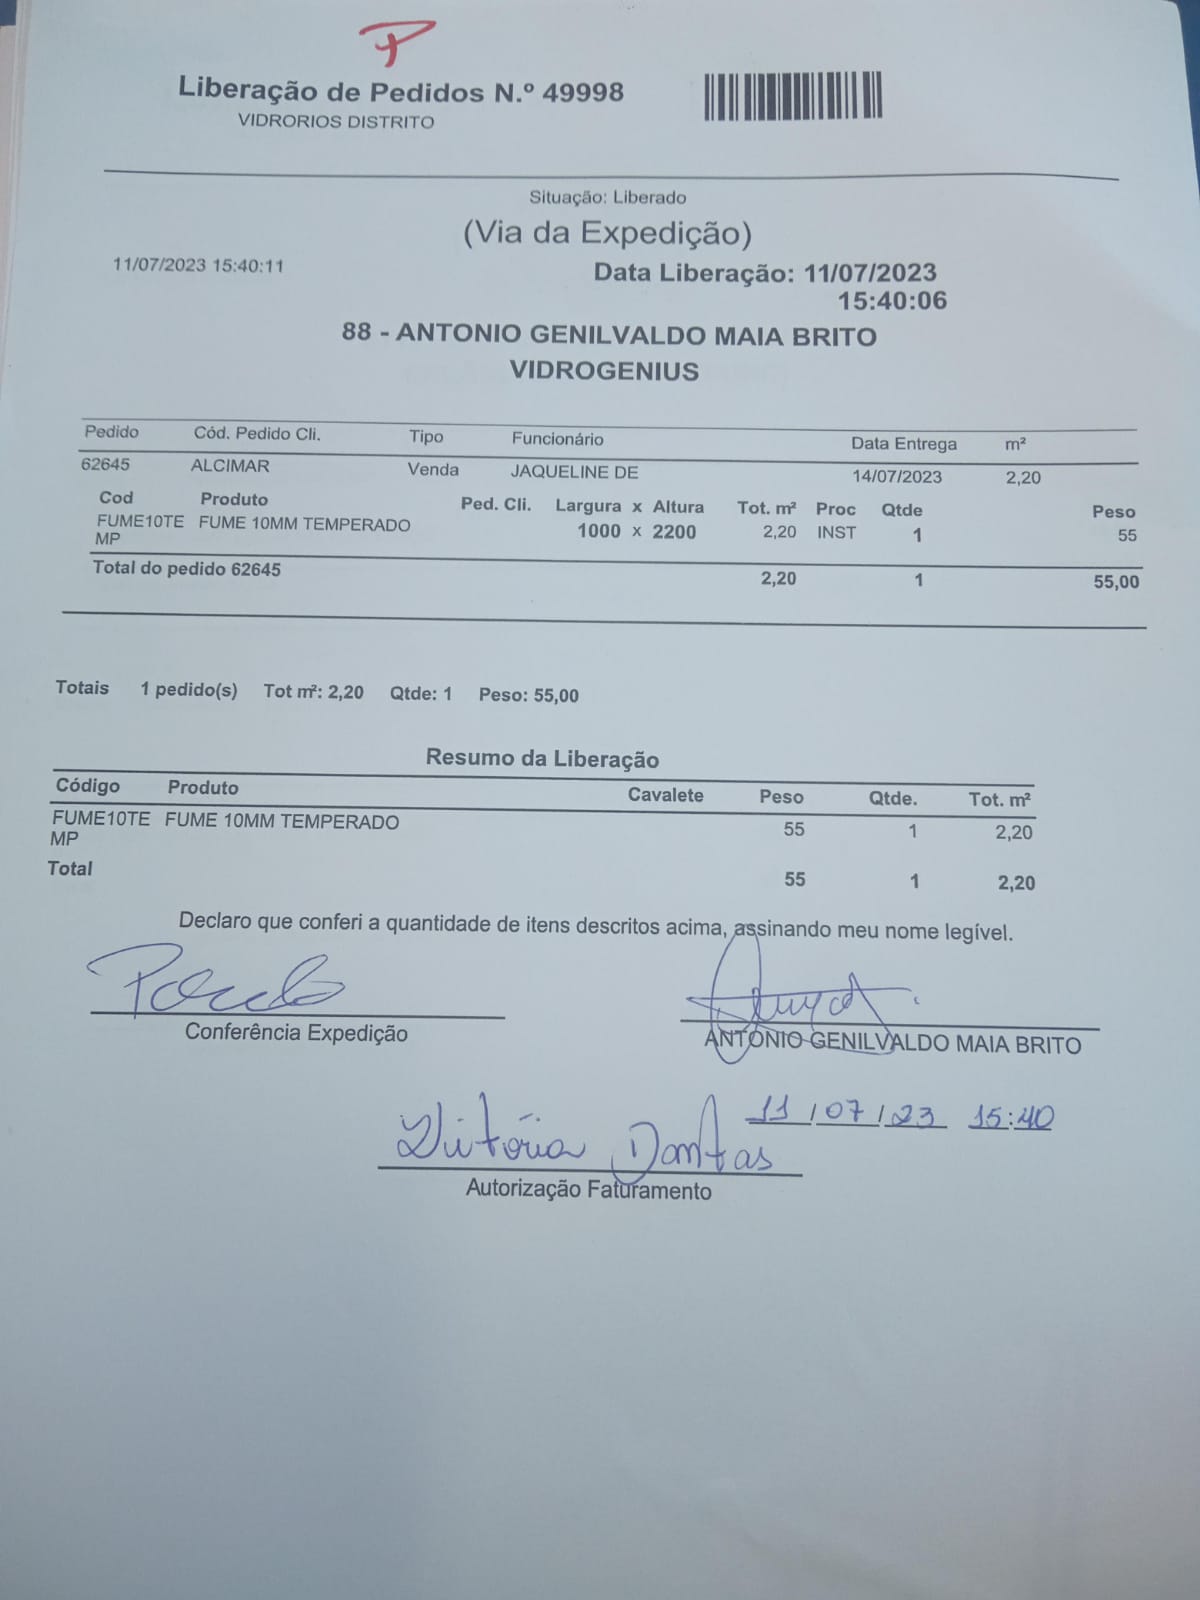 P
Liberação de Pedidos N.º 49998
VIDRORIOS DISTRITO
Situação: Liberado
(Via da Expedição)
11/07/2023 15:40:11
Data Liberação: 11/07/2023
15:40:06
88 - ANTONIO GENILVALDO MAIA BRITO
VIDROGENIUS
Pedido Cód. Pedido Cli. Tipo Funcionário Data Entrega m²
62645 ALCIMAR Venda JAQUELINE DE 14/07/2023 2,20
Cod Produto Ped. Cli. Largura x Altura Tot. m² Proc Qtde Peso
FUME10TE FUME 10MM TEMPERADO 1000 x 2200 2,20 INST 1 55
MP
Total do pedido 62645 2,20 1 55,00
Totais 1 pedido(s) Tot m²: 2,20 Qtde: 1 Peso: 55,00
Resumo da Liberação
Código Produto Cavalete Peso Qtde. Tot. m²
FUME10TE FUME 10MM TEMPERADO 55 1 2,20
MP
Total 55 1 2,20
Declaro que conferi a quantidade de itens descritos acima, assinando meu nome legível.
Conferência Expedição
ANTONIO GENILVALDO MAIA BRITO
11/07/23 15:40
Vitória Dantas
Autorização Faturamento